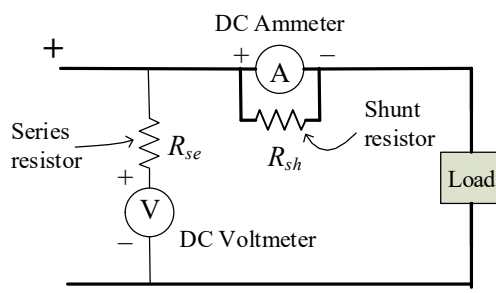 DC Ammeter
+
+
−
A
Shunt
resistor
Series
resistor
R_se
R_sh
+
Load
V
−
DC Voltmeter